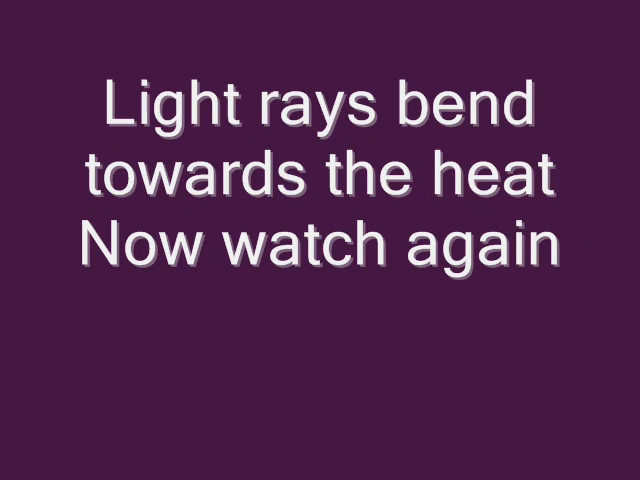 Light rays bend
towards the heat
Now watch again